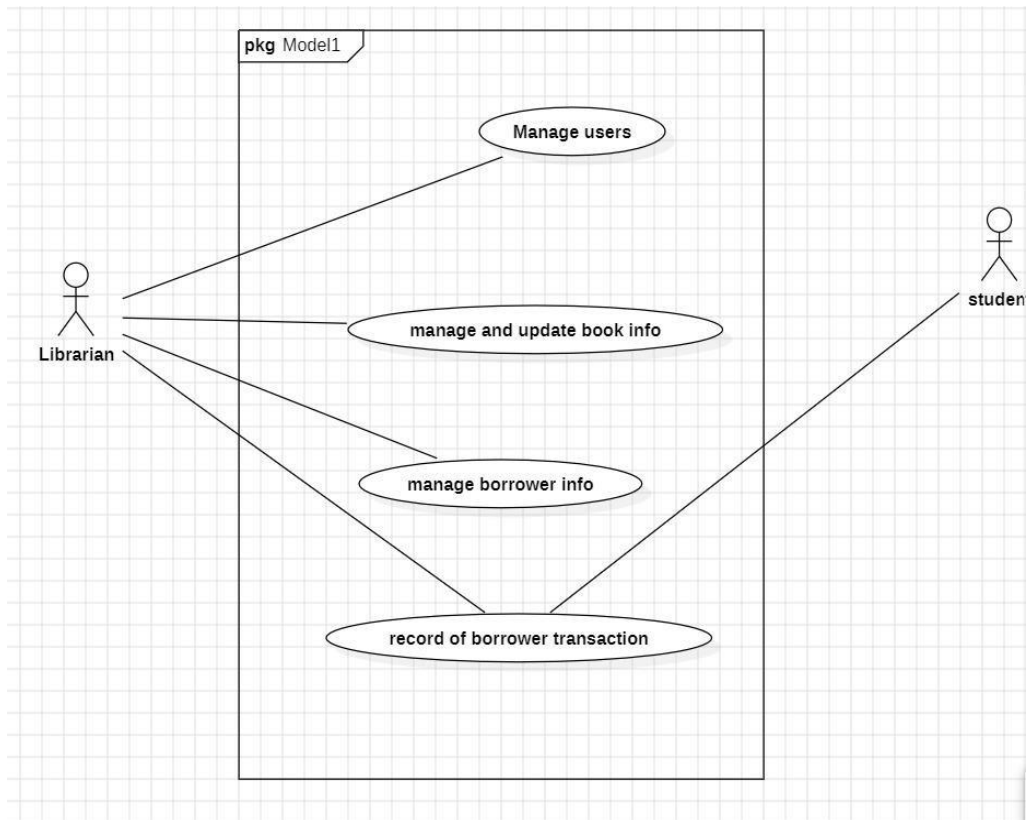 pkg Model1
Manage users
Librarian
manage and update book info
manage borrower info
record of borrower transaction